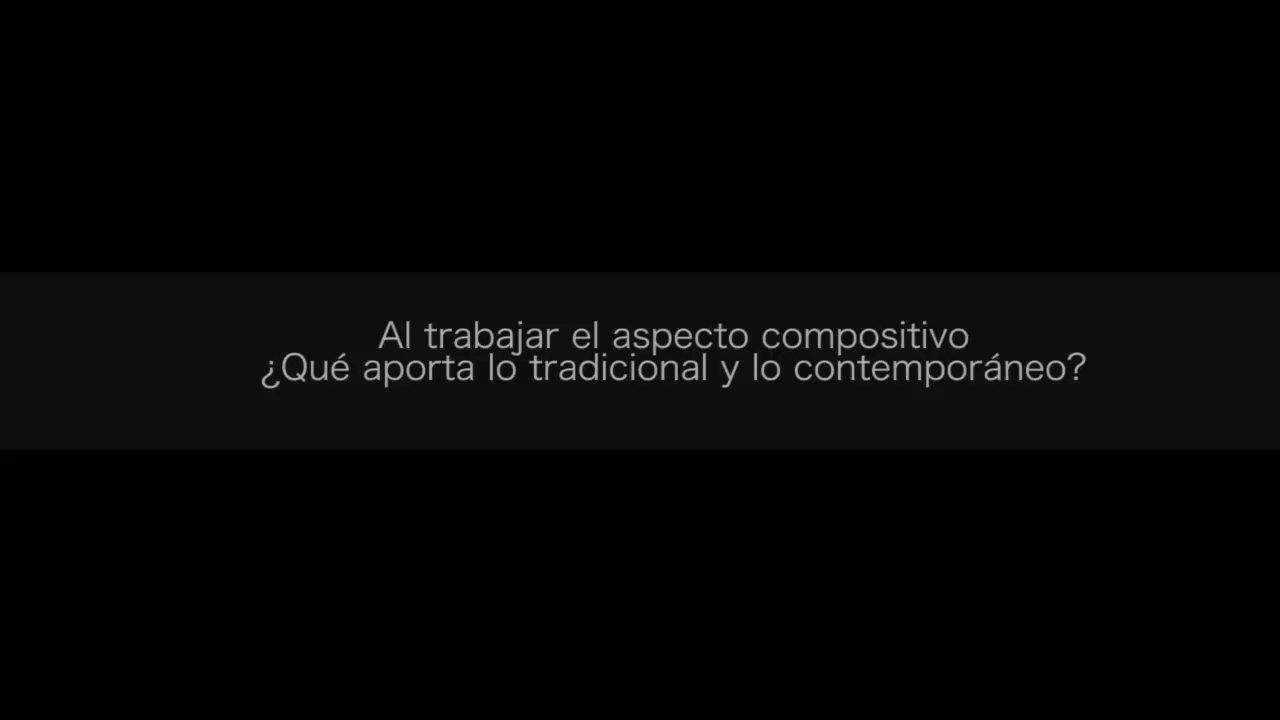 Al trabajar el aspecto compositivo
¿Qué aporta lo tradicional y lo contemporáneo?